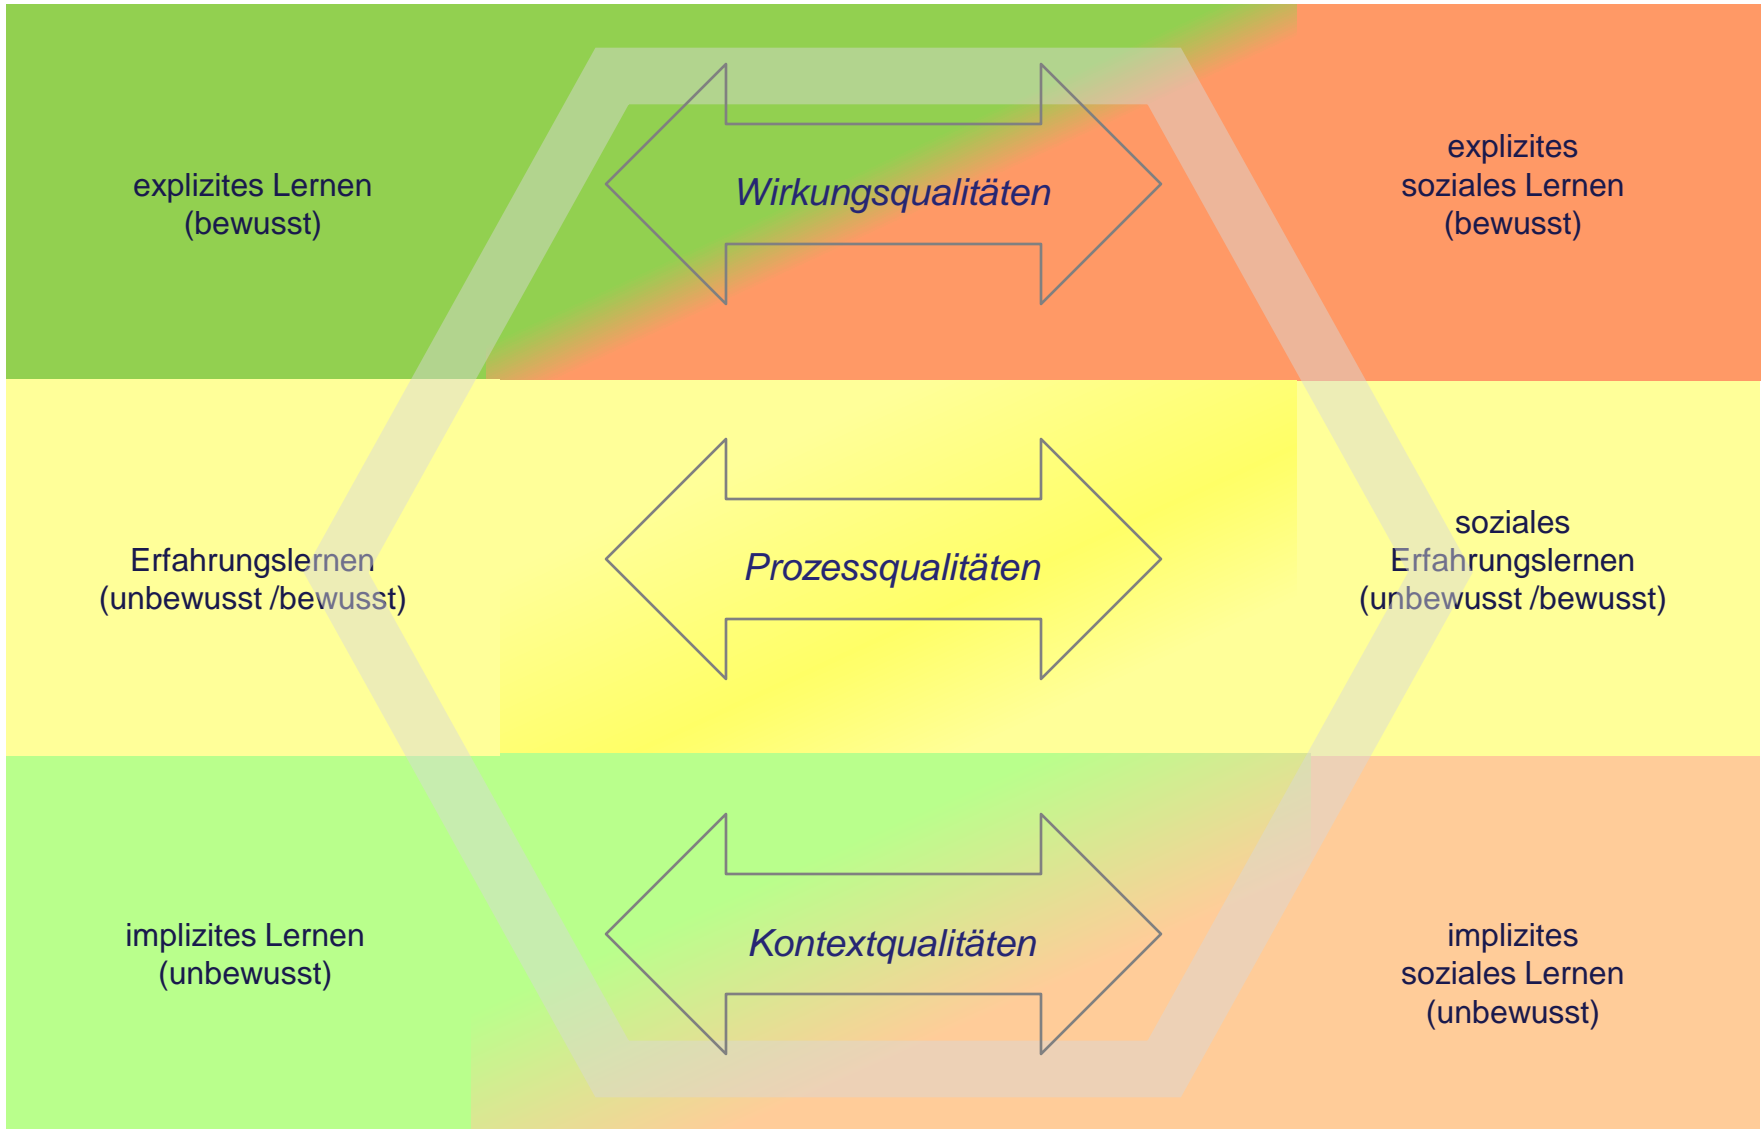 explizites Lernen
(bewusst)
Wirkungsqualitäten
explizites
soziales Lernen
(bewusst)
Erfahrungslernen
(unbewusst /bewusst)
Prozessqualitäten
soziales
Erfahrungslernen
(unbewusst /bewusst)
implizites Lernen
(unbewusst)
Kontextqualitäten
implizites
soziales Lernen
(unbewusst)